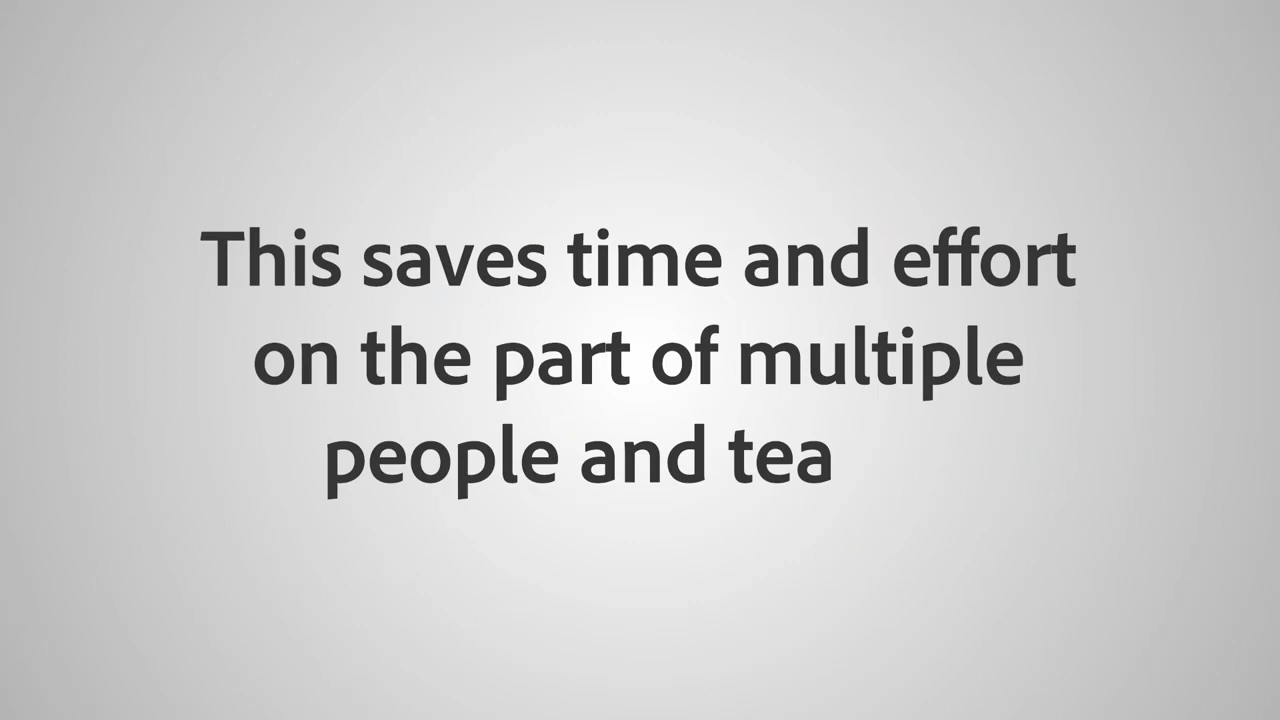 This saves time and effort
on the part of multiple
people and tea